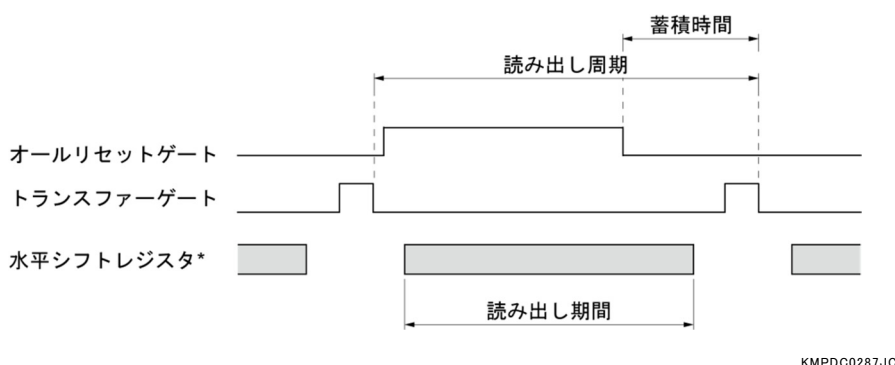 蓄積時間
読み出し周期
オールリセットゲート
トランスファーゲート
水平シフトレジスタ*
読み出し期間
KMPDC0287JC